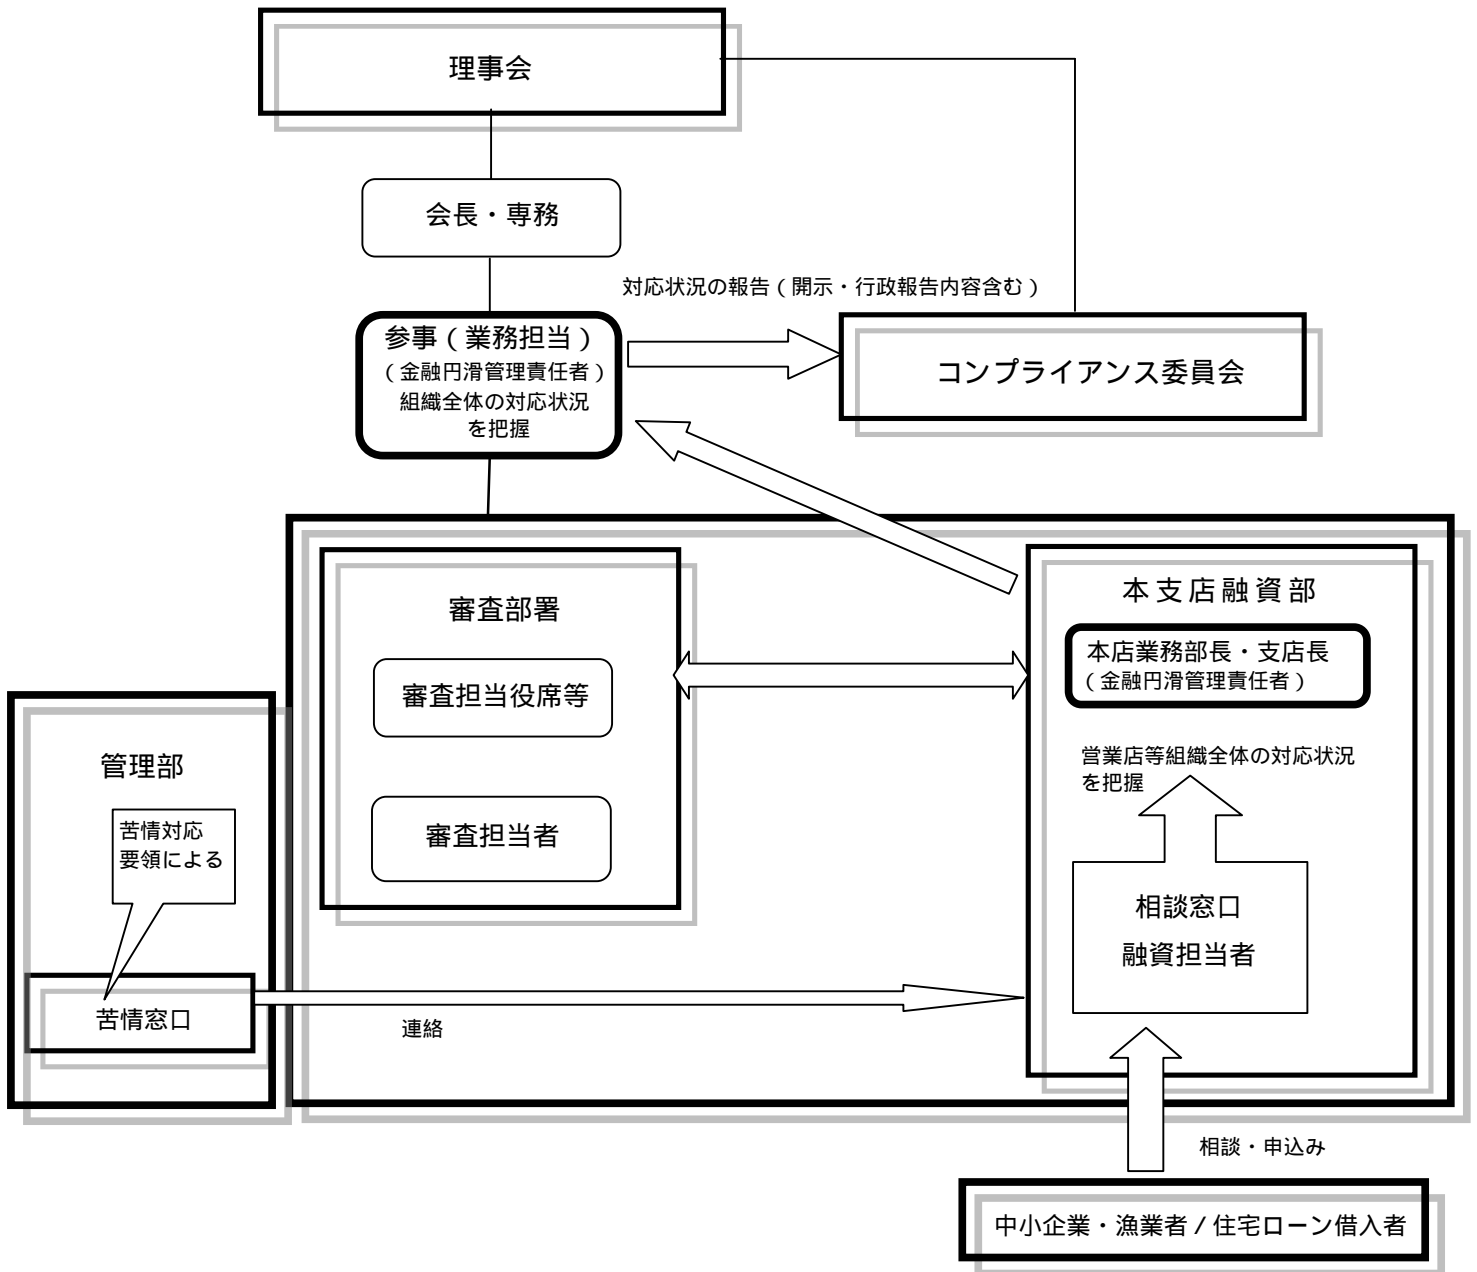 理事会
会長・専務
対応状況の報告（開示・行政報告内容含む）
参事（業務担当）
（金融円滑管理責任者）
組織全体の対応状況
を把握
コンプライアンス委員会
審査部署
審査担当役席等
審査担当者
本支店融資部
本店業務部長・支店長
（金融円滑管理責任者）
営業店等組織全体の対応状況
を把握
相談窓口
融資担当者
管理部
苦情対応
要領による
苦情窓口
連絡
相談・申込み
中小企業・漁業者／住宅ローン借入者